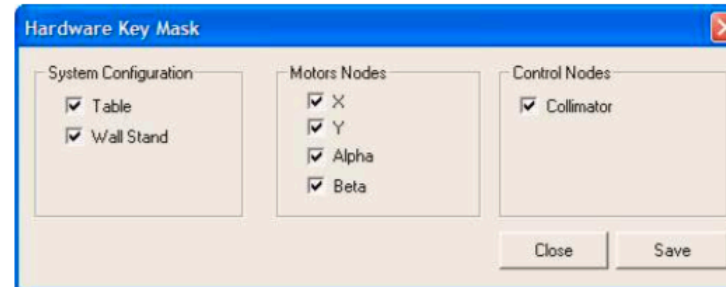 Hardware Key Mask
System Configuration
Table
Wall Stand
Motors Nodes
X
Y
Alpha
Beta
Control Nodes
Collimator
Close
Save